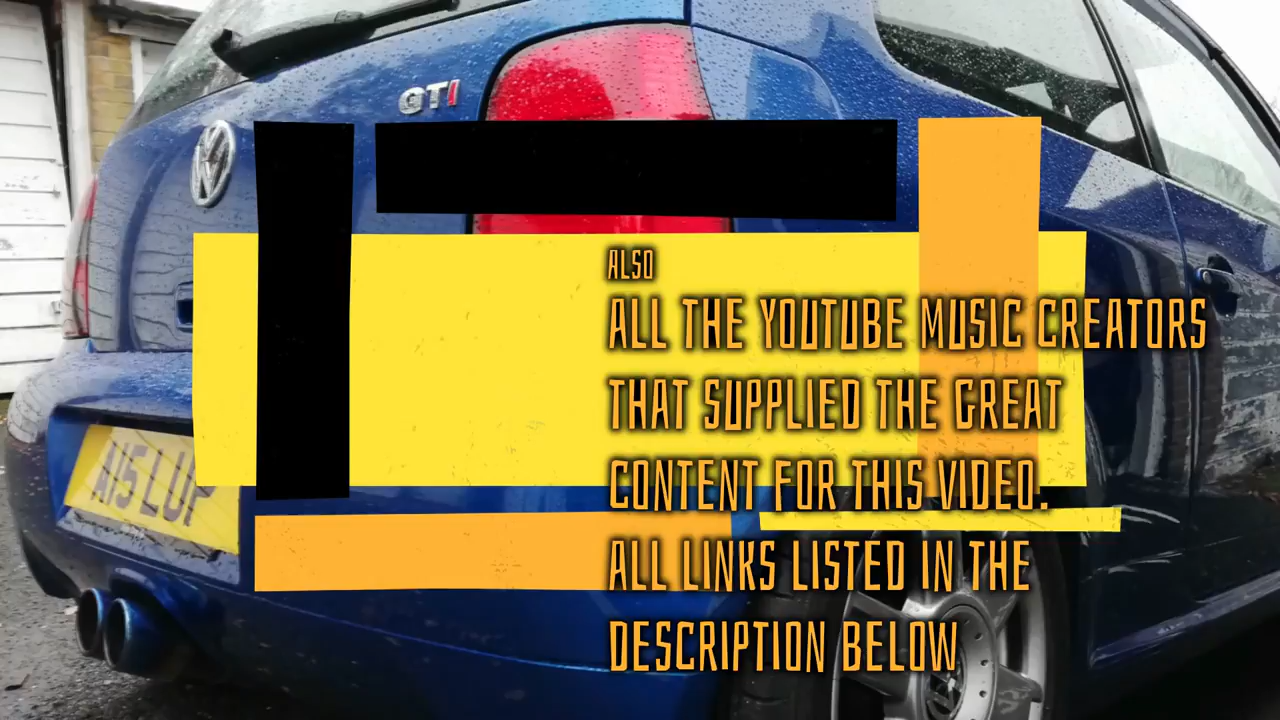 GTI
ALSO
ALL THE YOUTUBE MUSIC CREATORS
THAT SUPPLIED THE GREAT
CONTENT FOR THIS VIDEO.
ALL LINKS LISTED IN THE
DESCRIPTION BELOW
A15 LUP